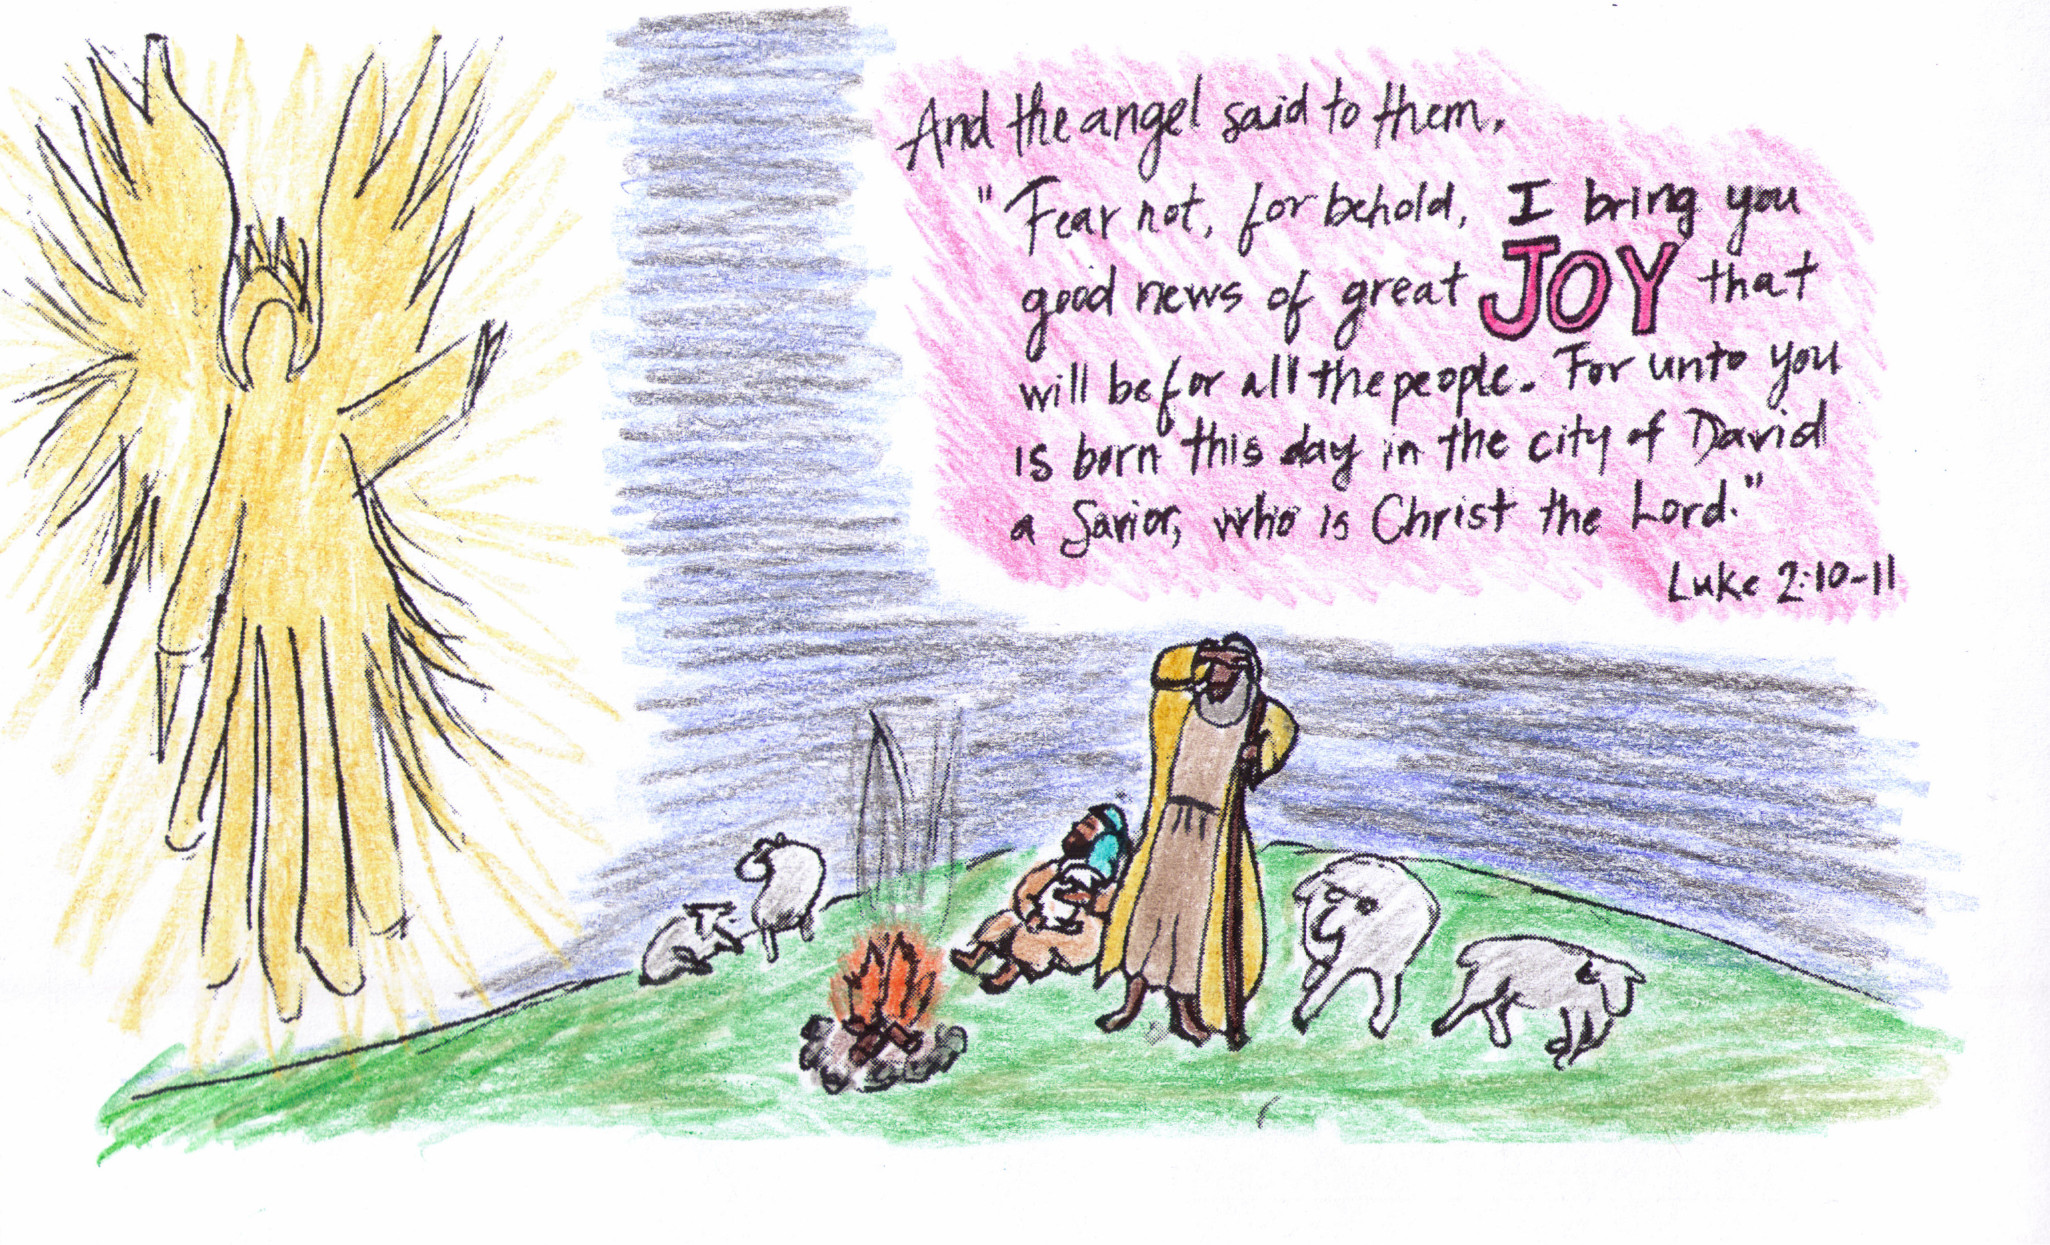 And the angel said to them,
"Fear not, for behold, I bring you
good news of great JOY that
will be for all the people. For unto you
is born this day in the city of David
a Savior, who is Christ the Lord."
Luke 2:10-11